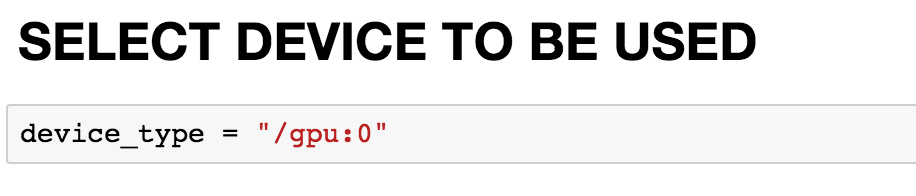 SELECT DEVICE TO BE USED
device_type = "/gpu:0"